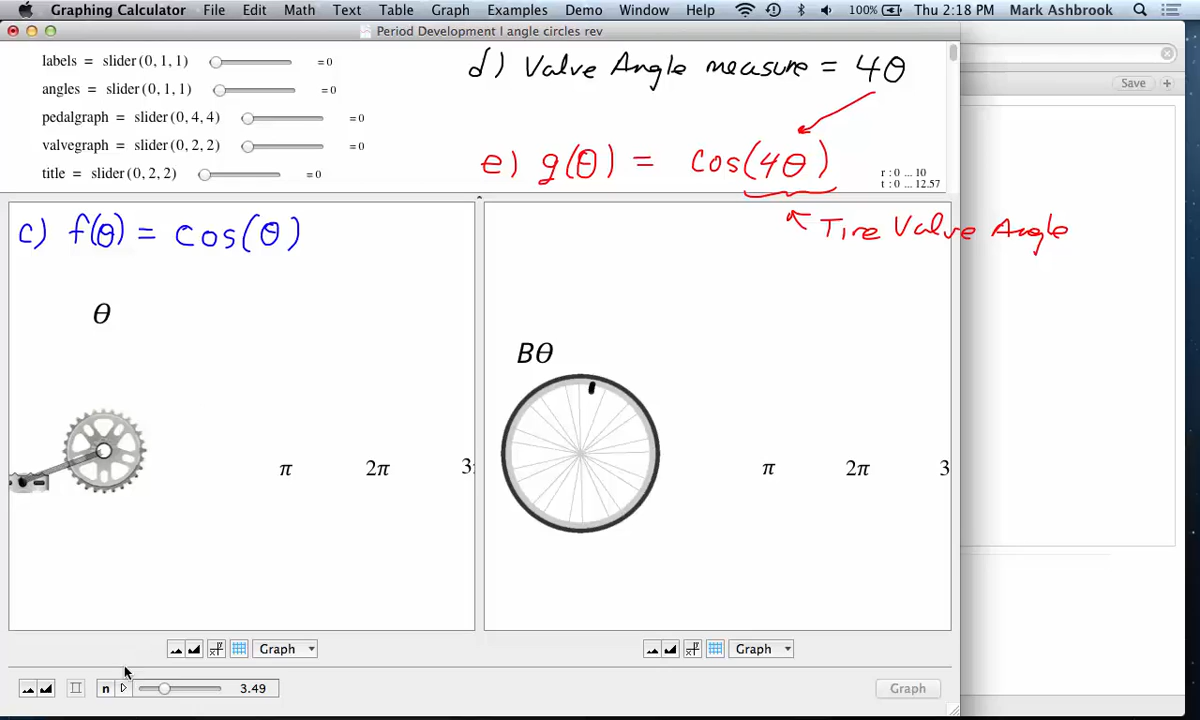 Graphing Calculator File Edit Math Text Table Graph Examples Demo Window Help 100% Thu 2:18 PM Mark Ashbrook
Period Development I angle circles rev
labels = slider (0, 1, 1) = 0
angles = slider (0, 1, 1) = 0
pedalgraph = slider (0, 4, 4) = 0
valvegraph = slider (0, 2, 2) = 0
title = slider (0, 2, 2) = 0
d) Valve Angle measure = 4θ
e) g(θ) = cos(4θ)
r : 0 ... 10
t : 0 ... 12.57
Tire Valve Angle
Save +
c) f(θ) = cos(θ)
θ
π 2π 3
Bθ
π 2π 3
Graph
Graph
n 3.49
Graph